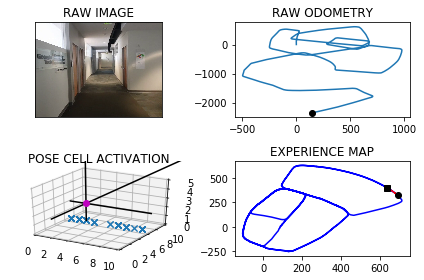 RAW IMAGE
RAW ODOMETRY
0
−1000
−2000
−500 0 500 1000
POSE CELL ACTIVATION
5
4
3
2
1
0
0 2 4 6 8 10
0 2 4 6 8 10
EXPERIENCE MAP
500
250
0
−250
0 200 400 600